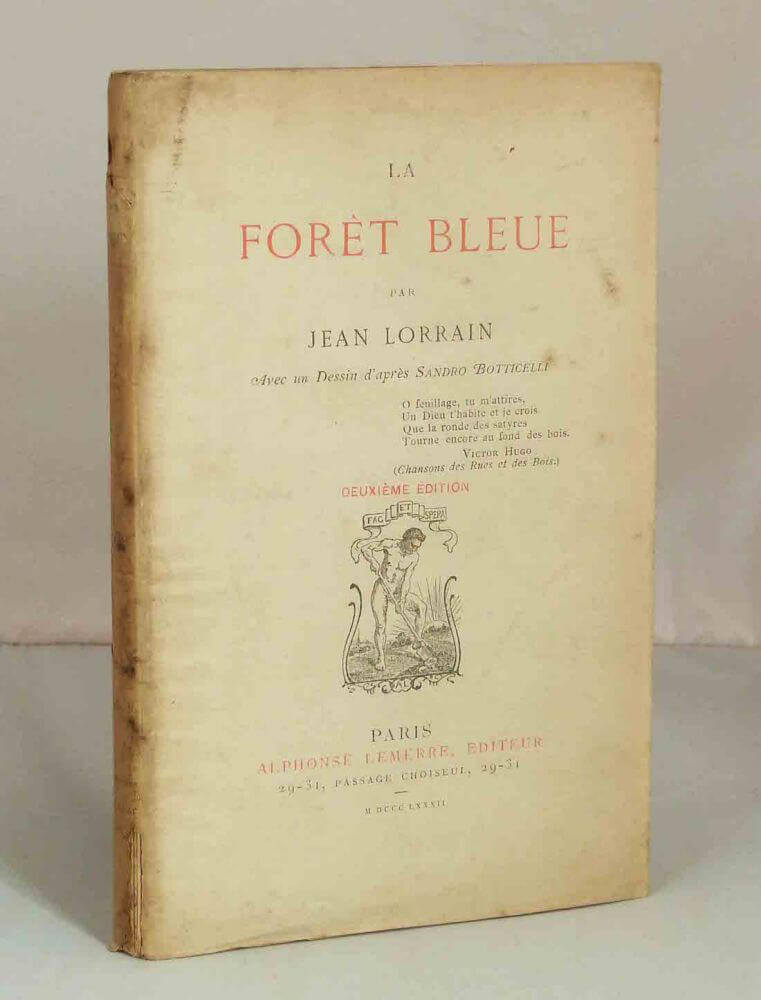 LA
FORÊT BLEUE
PAR
JEAN LORRAIN
Avec un Dessin d'après SANDRO BOTTICELLI
O feuillage, tu m'attires,
Un Dieu t'habite et je crois
Que la ronde des satyres
Tourne encore au fond des bois.
VICTOR HUGO
(Chansons des Rues et des Bois.)
DEUXIÈME ÉDITION
FAC ET SPERA
AL
PARIS
ALPHONSE LEMERRE, ÉDITEUR
29-31, PASSAGE CHOISEUL, 29-31
M DCCC LXXXII